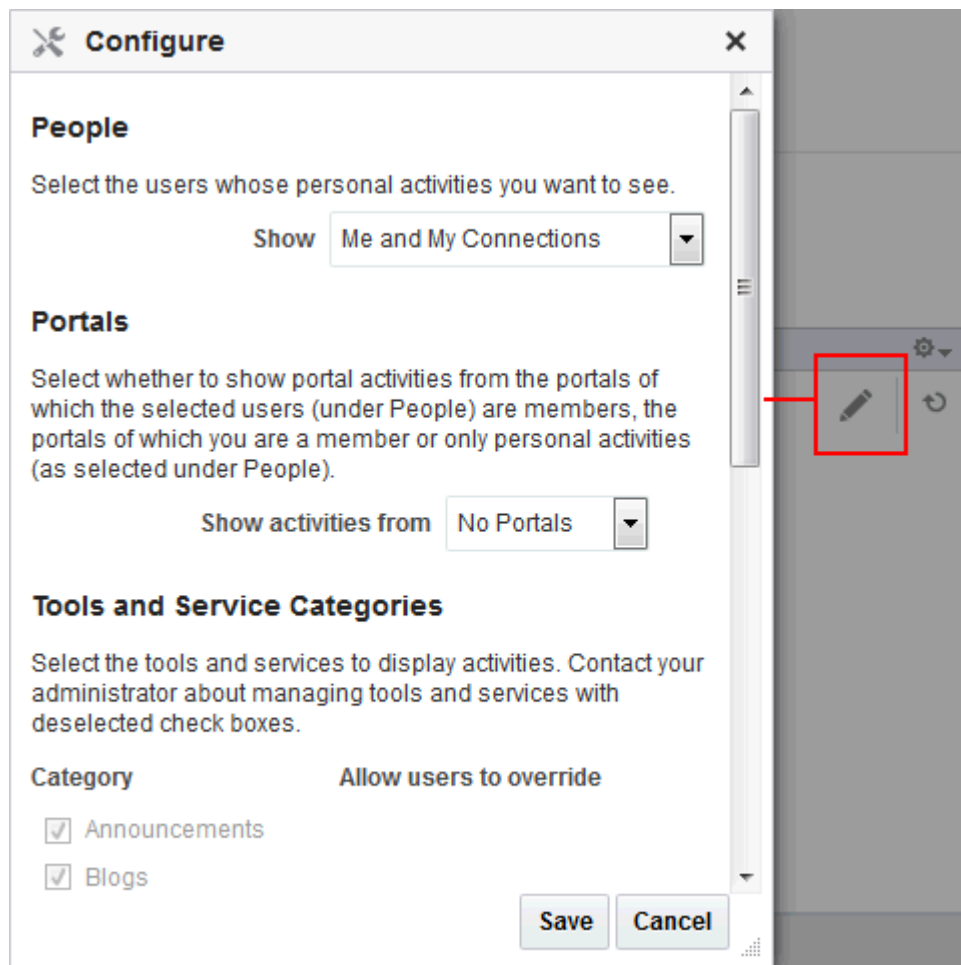 Configure
People
Select the users whose personal activities you want to see.
Show Me and My Connections
Portals
Select whether to show portal activities from the portals of
which the selected users (under People) are members, the
portals of which you are a member or only personal activities
(as selected under People).
Show activities from No Portals
Tools and Service Categories
Select the tools and services to display activities. Contact your
administrator about managing tools and services with
deselected check boxes.
Category Allow users to override
Announcements
Blogs
Save Cancel